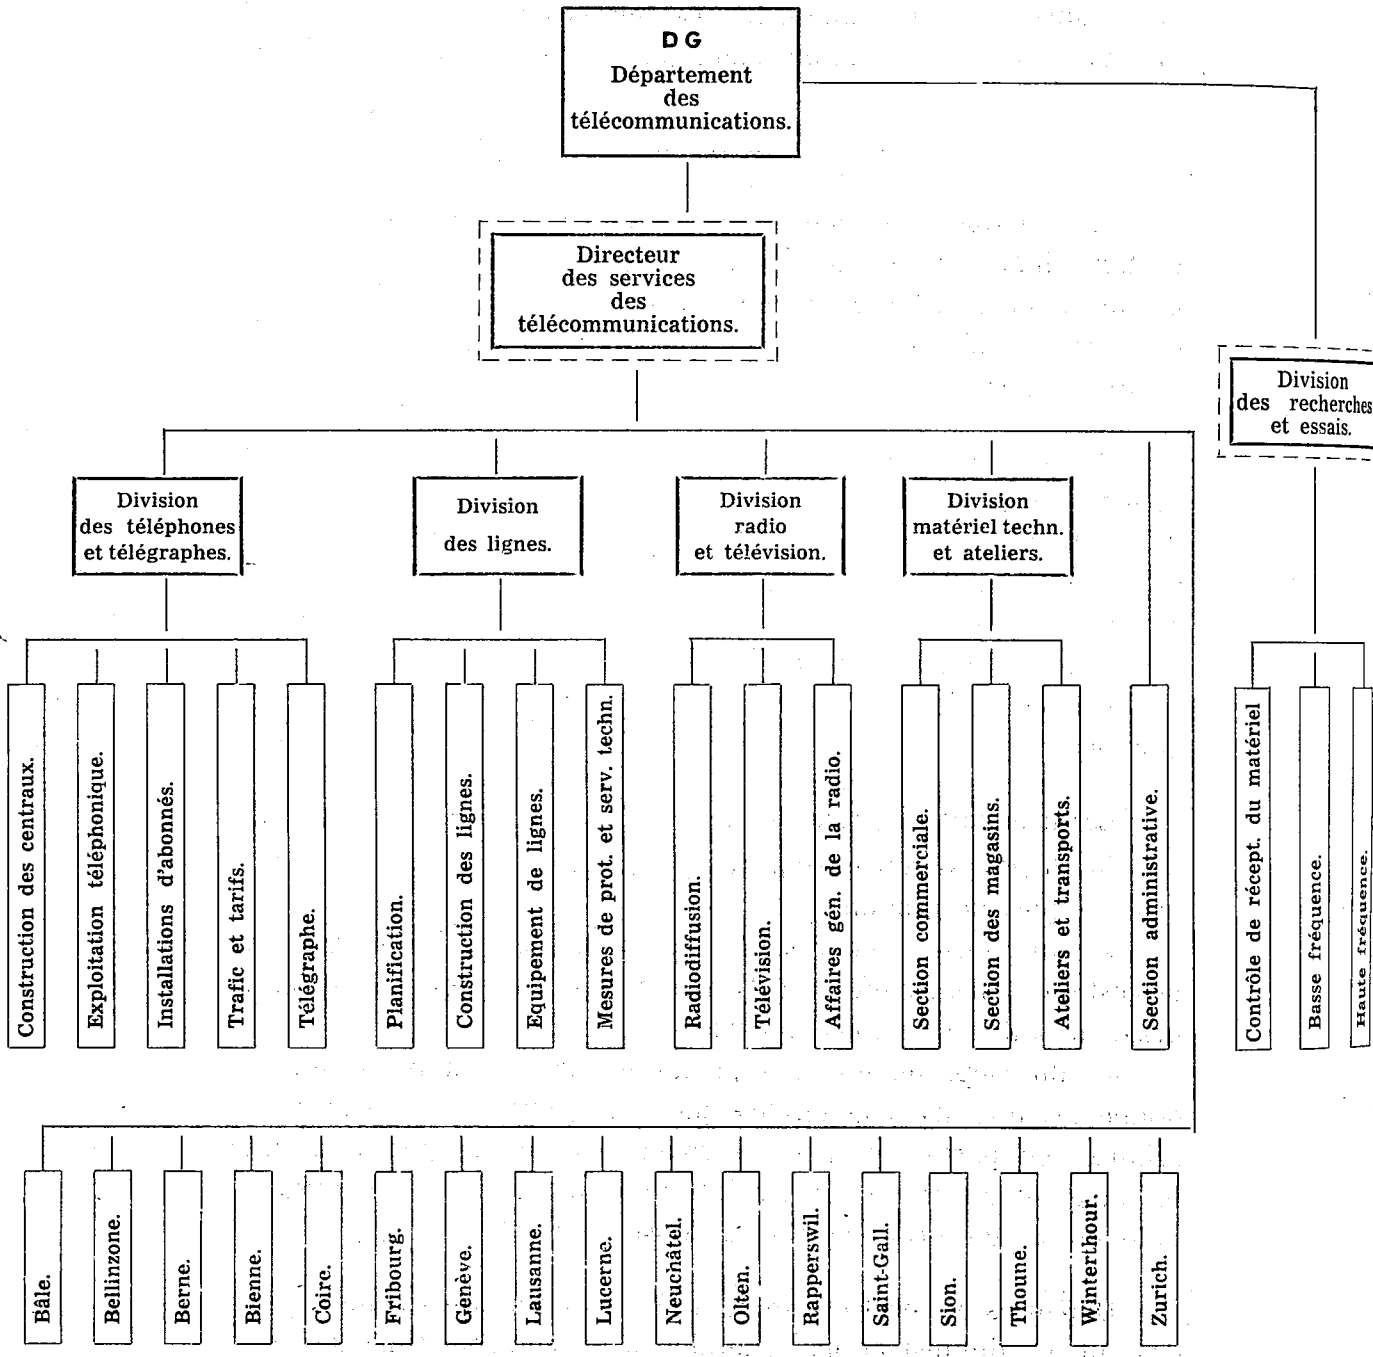 DG
Département
des
télécommunications.
Directeur
des services
des
télécommunications.
Division
des recherches
et essais.
Division
des téléphones
et télégraphes.
Division
des lignes.
Division
radio
et télévision.
Division
matériel techn.
et ateliers.
Construction des centraux.
Exploitation téléphonique.
Installations d'abonnés.
Trafic et tarifs.
Télégraphe.
Planification.
Construction des lignes.
Equipement de lignes.
Mesures de prot. et serv. techn.
Radiodiffusion.
Télévision.
Affaires gén. de la radio.
Section commerciale.
Section des magasins.
Ateliers et transports.
Section administrative.
Contrôle de récept. du matériel
Basse fréquence.
Haute fréquence.
Bâle.
Bellinzone.
Berne.
Bienne.
Coire.
Fribourg.
Genève.
Lausanne.
Lucerne.
Neuchâtel.
Olten.
Rapperswil.
Saint-Gall.
Sion.
Thoune.
Winterthour.
Zurich.